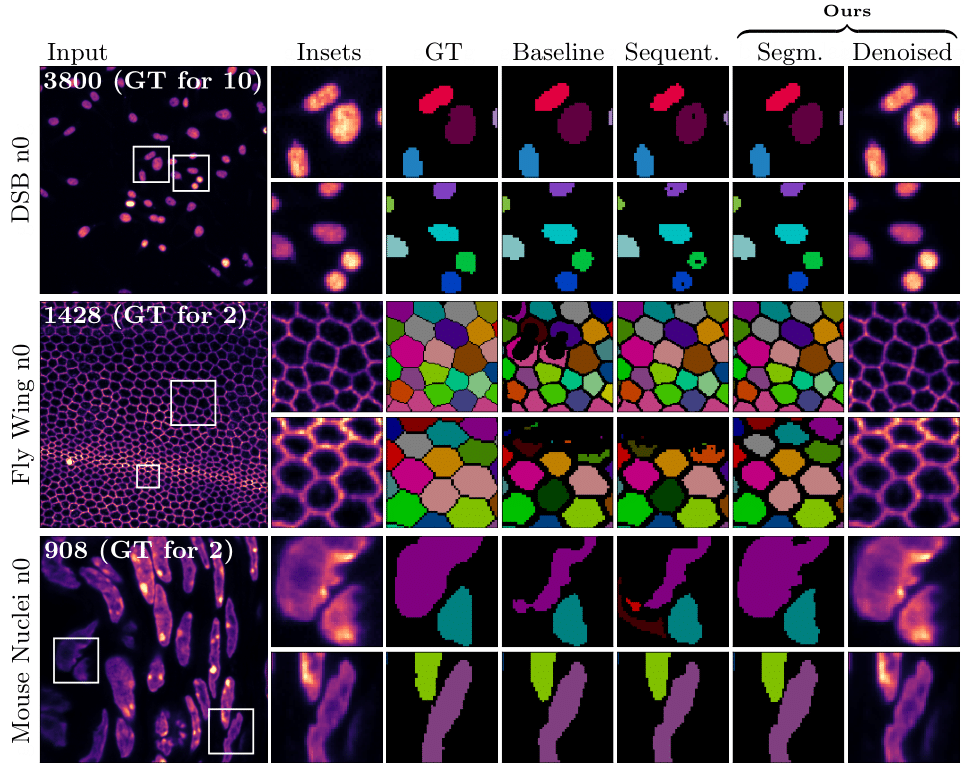 Ours
Input Insets GT Baseline Sequent. Segm. Denoised
DSB n0
3800 (GT for 10)
Fly Wing n0
1428 (GT for 2)
Mouse Nuclei n0
908 (GT for 2)